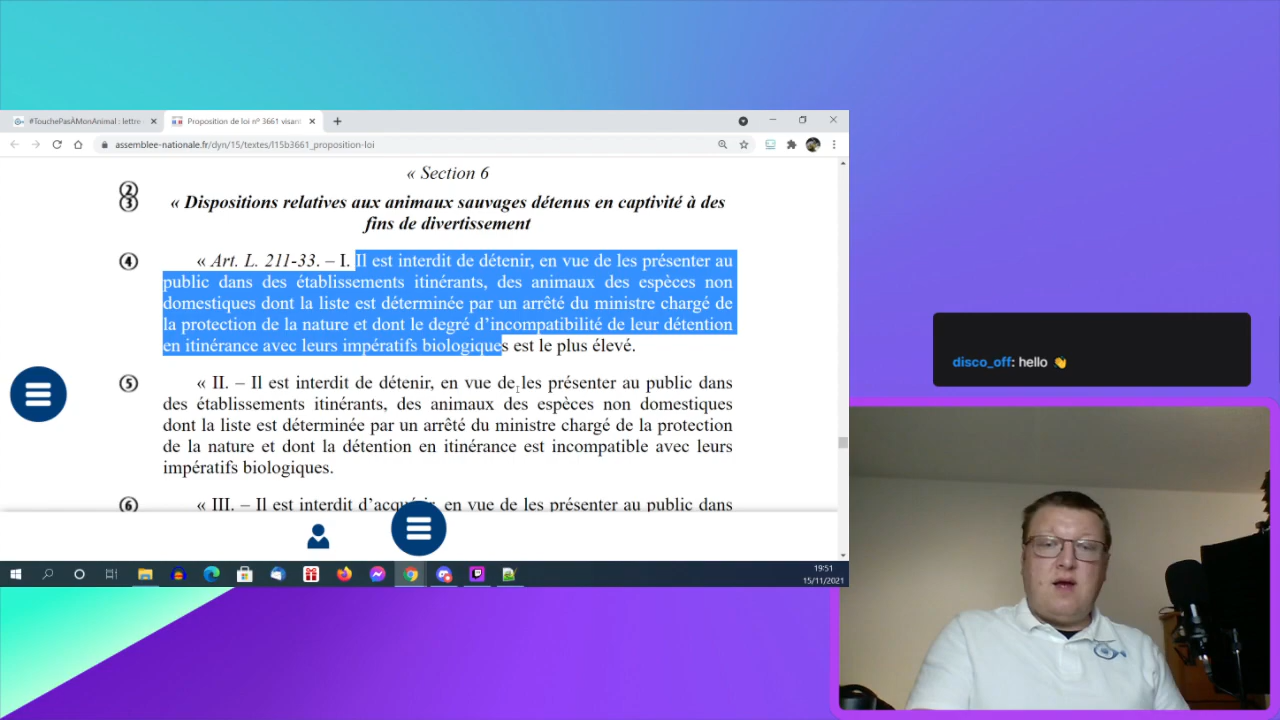 #TouchePasÀMonAnimal : lettre
Proposition de loi nº 3661 visant
assemblee-nationale.fr/dyn/15/textes/l15b3661_proposition-loi
« Section 6
2
3
« Dispositions relatives aux animaux sauvages détenus en captivité à des
fins de divertissement
4
« Art. L. 211-33. – I. Il est interdit de détenir, en vue de les présenter au
public dans des établissements itinérants, des animaux des espèces non
domestiques dont la liste est déterminée par un arrêté du ministre chargé de
la protection de la nature et dont le degré d’incompatibilité de leur détention
en itinérance avec leurs impératifs biologiques est le plus élevé.
5
« II. – Il est interdit de détenir, en vue de les présenter au public dans
des établissements itinérants, des animaux des espèces non domestiques
dont la liste est déterminée par un arrêté du ministre chargé de la protection
de la nature et dont la détention en itinérance est incompatible avec leurs
impératifs biologiques.
6
« III. – Il est interdit d’acquérir, en vue de les présenter au public dans
19:51
15/11/2021
disco_off: hello 👋